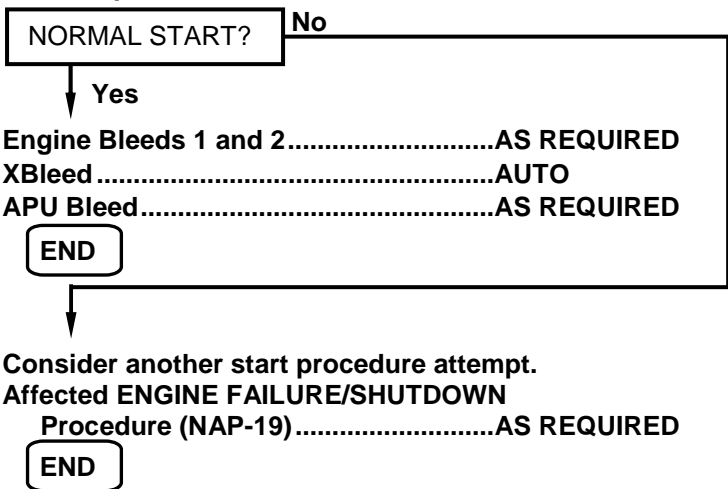 NORMAL START? No
Yes
Engine Bleeds 1 and 2...........................AS REQUIRED
XBleed....................................................AUTO
APU Bleed..............................................AS REQUIRED
END
Consider another start procedure attempt.
Affected ENGINE FAILURE/SHUTDOWN
Procedure (NAP-19)..........................AS REQUIRED
END